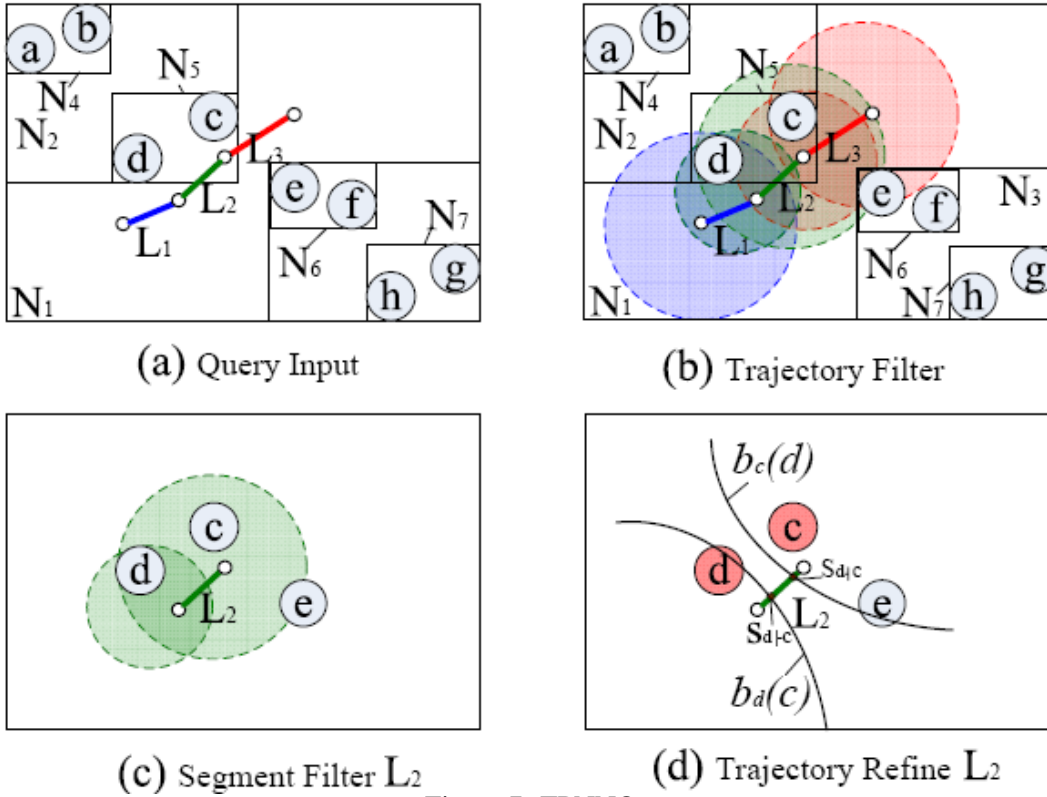 a
b
N5
N4
N2
c
d
L3
L2
L1
e
f
N7
N6
g
h
N1
(a) Query Input
a
b
N5
N4
N2
c
d
L3
L2
L1
e
f
N3
N6
g
N7
h
N1
(b) Trajectory Filter
c
d
L2
e
(c) Segment Filter L2
bc(d)
c
d
Sd|c
L2
e
Sd|-c
bd(c)
(d) Trajectory Refine L2